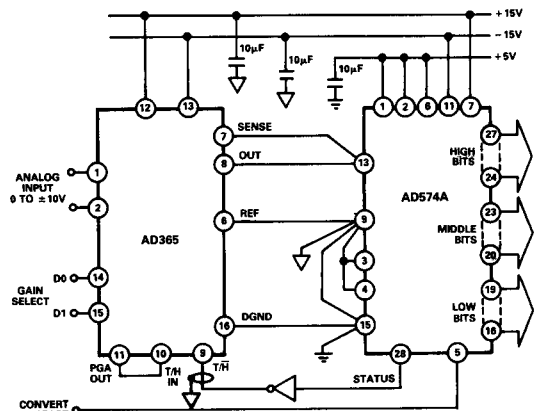 +15V
−15V
+5V
10µF
10µF
10µF
12
13
1
2
6
11
7
7
SENSE
8
OUT
13
27
HIGH
BITS
24
1
ANALOG
INPUT
0 TO ±10V
2
AD574A
6
REF
9
23
MIDDLE
BITS
20
AD365
3
4
14
D0
GAIN
SELECT
D1
15
19
LOW
BITS
16
16
DGND
15
11
10
9
PGA
OUT
T/H
IN
T/H̅
28
5
STATUS
CONVERT